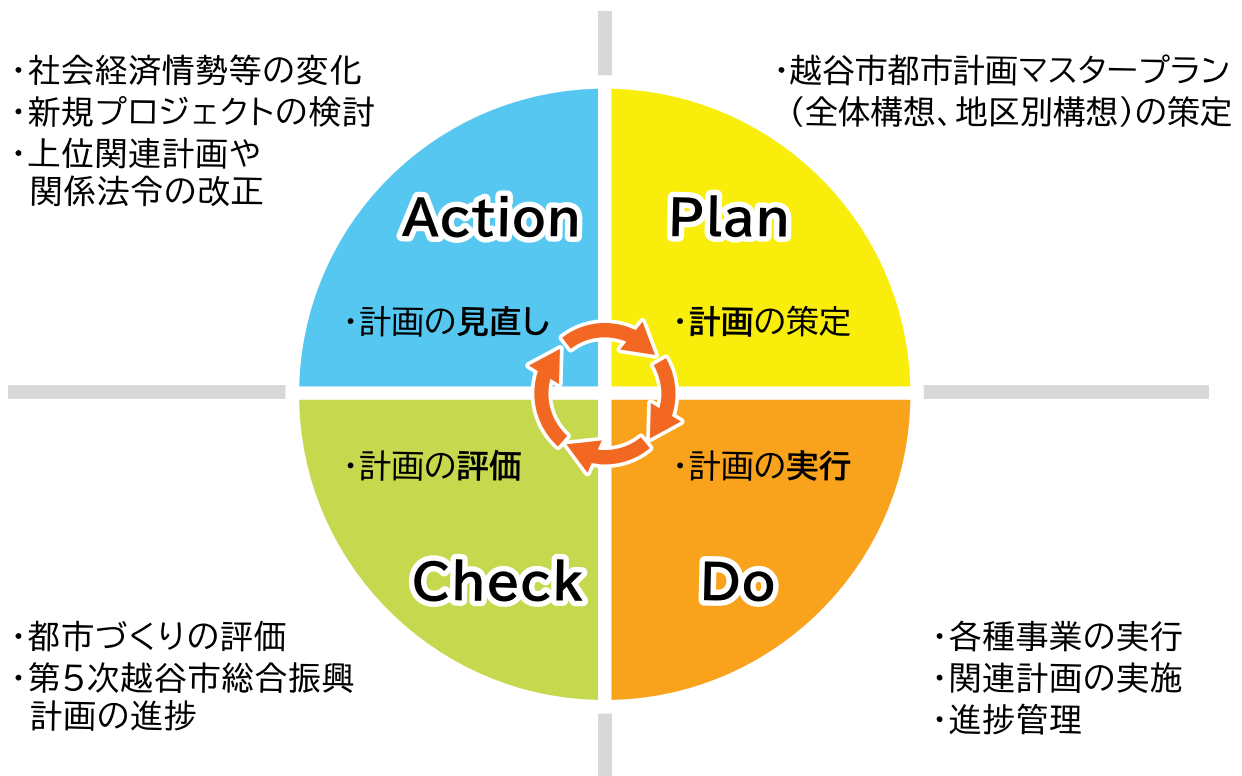 ・社会経済情勢等の変化
・新規プロジェクトの検討
・上位関連計画や
関係法令の改正
・越谷市都市計画マスタープラン
（全体構想、地区別構想）の策定
Action
・計画の見直し
Plan
・計画の策定
・計画の評価
Check
・計画の実行
Do
・都市づくりの評価
・第５次越谷市総合振興
計画の進捗
・各種事業の実行
・関連計画の実施
・進捗管理